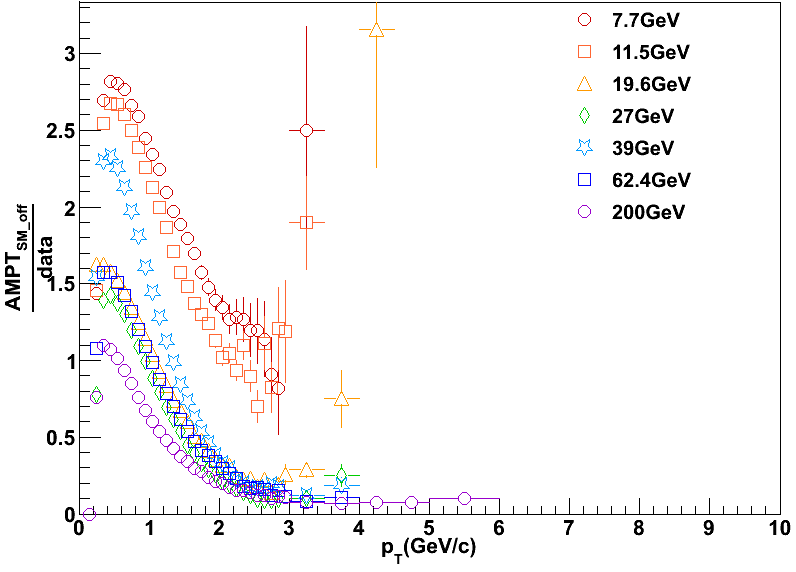 7.7GeV
11.5GeV
19.6GeV
27GeV
39GeV
62.4GeV
200GeV
AMPT_SM_off
data
3
2.5
2
1.5
1
0.5
0
0 1 2 3 4 5 6 7 8 9 10
p_T(GeV/c)